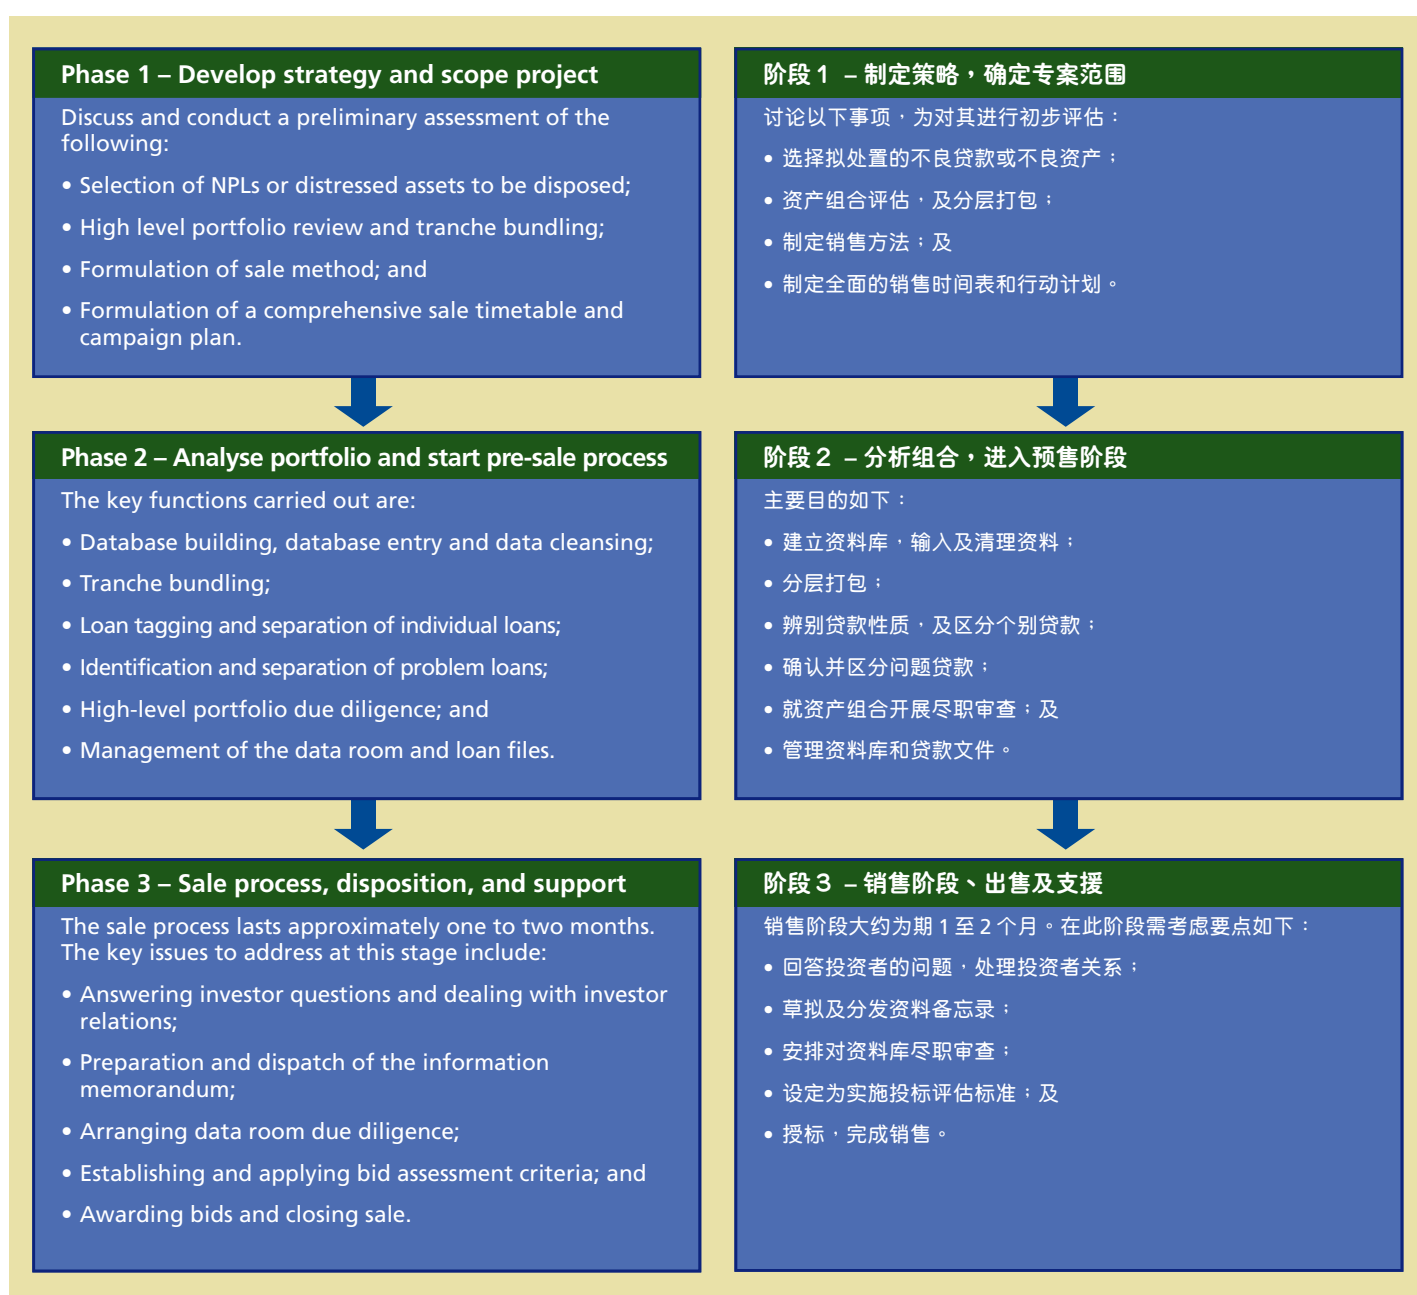 Phase 1 – Develop strategy and scope project
Discuss and conduct a preliminary assessment of the
following:
• Selection of NPLs or distressed assets to be disposed;
• High level portfolio review and tranche bundling;
• Formulation of sale method; and
• Formulation of a comprehensive sale timetable and
campaign plan.
Phase 2 – Analyse portfolio and start pre-sale process
The key functions carried out are:
• Database building, database entry and data cleansing;
• Tranche bundling;
• Loan tagging and separation of individual loans;
• Identification and separation of problem loans;
• High-level portfolio due diligence; and
• Management of the data room and loan files.
Phase 3 – Sale process, disposition, and support
The sale process lasts approximately one to two months.
The key issues to address at this stage include:
• Answering investor questions and dealing with investor
relations;
• Preparation and dispatch of the information
memorandum;
• Arranging data room due diligence;
• Establishing and applying bid assessment criteria; and
• Awarding bids and closing sale.
阶段1 – 制定策略，确定专案范围
讨论以下事项，为对其进行初步评估：
• 选择拟处置的不良贷款或不良资产；
• 资产组合评估，及分层打包；
• 制定销售方法；及
• 制定全面的销售时间表和行动计划。
阶段2 – 分析组合，进入预售阶段
主要目的如下：
• 建立资料库，输入及清理资料；
• 分层打包；
• 辨别贷款性质，及区分个别贷款；
• 确认并区分问题贷款；
• 就资产组合开展尽职审查；及
• 管理资料库和贷款文件。
阶段3 – 销售阶段、出售及支援
销售阶段大约为期1至2个月。在此阶段需考虑要点如下：
• 回答投资者的问题，处理投资者关系；
• 草拟及分发资料备忘录；
• 安排对资料库尽职审查；
• 设定为实施投标评估标准；及
• 授标，完成销售。